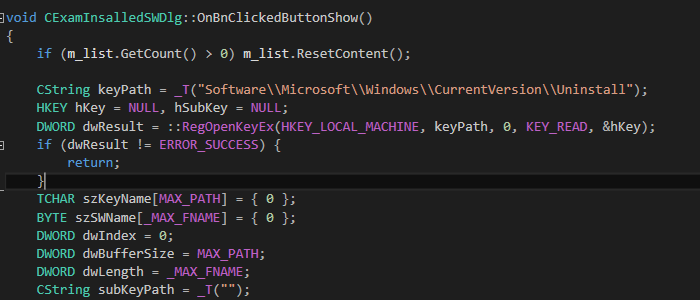 void CExamInsalledSWDlg::OnBnClickedButtonShow()
{
if (m_list.GetCount() > 0) m_list.ResetContent();
CString keyPath = _T("Software\\Microsoft\\Windows\\CurrentVersion\\Uninstall");
HKEY hKey = NULL, hSubKey = NULL;
DWORD dwResult = ::RegOpenKeyEx(HKEY_LOCAL_MACHINE, keyPath, 0, KEY_READ, &hKey);
if (dwResult != ERROR_SUCCESS) {
return;
}
TCHAR szKeyName[MAX_PATH] = { 0 };
BYTE szSWName[_MAX_FNAME] = { 0 };
DWORD dwIndex = 0;
DWORD dwBufferSize = MAX_PATH;
DWORD dwLength = _MAX_FNAME;
CString subKeyPath = _T("");